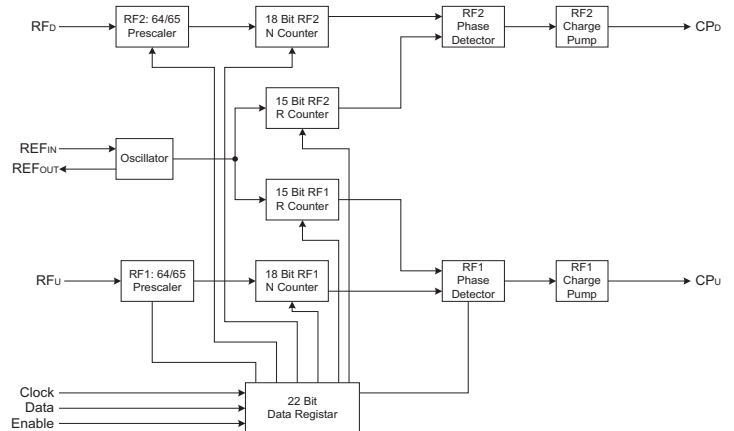 RF2: 64/65
Prescaler
18 Bit RF2
N Counter
RF2
Phase
Detector
RF2
Charge
Pump
RFD
CPD
15 Bit RF2
R Counter
REFIN
REFOUT
Oscillator
15 Bit RF1
R Counter
RFU
RF1: 64/65
Prescaler
18 Bit RF1
N Counter
RF1
Phase
Detector
RF1
Charge
Pump
CPU
Clock
Data
Enable
22 Bit
Data Registar